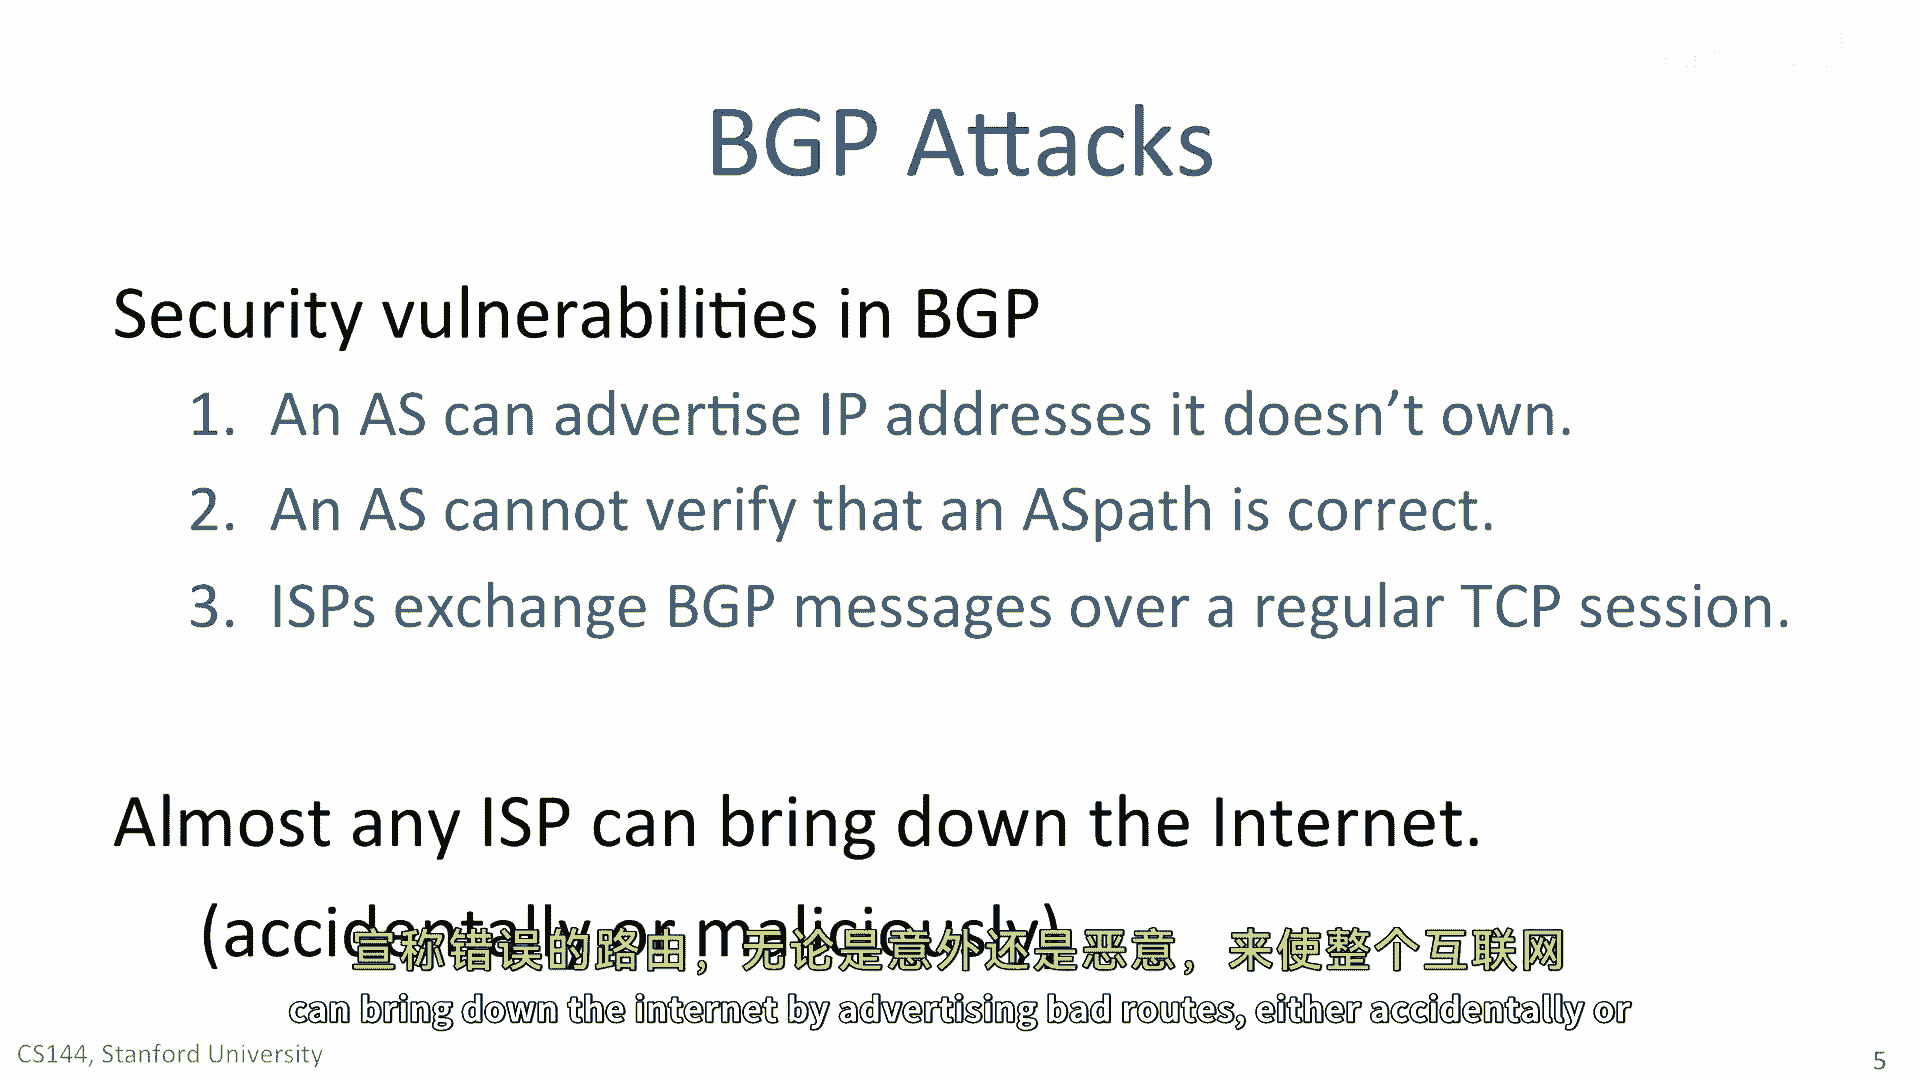 BGP Attacks
Security vulnerabilities in BGP
1. An AS can advertise IP addresses it doesn't own.
2. An AS cannot verify that an ASpath is correct.
3. ISPs exchange BGP messages over a regular TCP session.
Almost any ISP can bring down the Internet.
(accidentally or maliciously)
宣称错误的路由，无论是意外还是恶意，来使整个互联网
can bring down the internet by advertising bad routes, either accidentally or
CS144, Stanford University
5